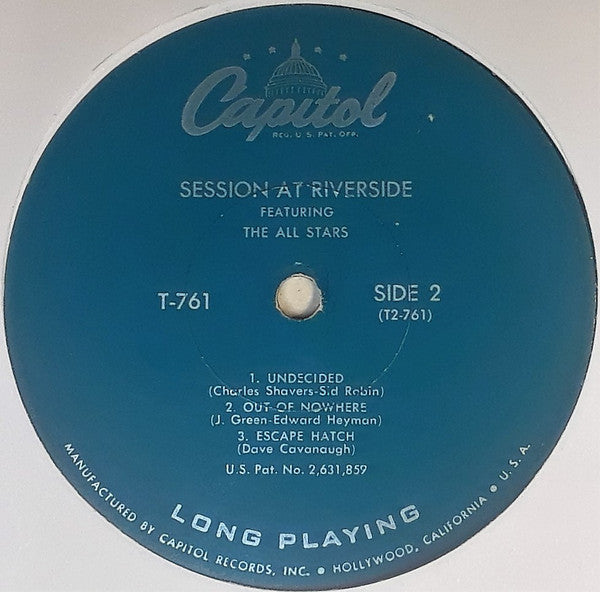 Capitol
REG. U.S. PAT. OFF.
SESSION AT RIVERSIDE
FEATURING
THE ALL STARS
T-761
SIDE 2
(T2-761)
1. UNDECIDED
(Charles Shavers-Sid Robin)
2. OUT OF NOWHERE
(J. Green-Edward Heyman)
3. ESCAPE HATCH
(Dave Cavanaugh)
U.S. Pat. No. 2,631,859
LONG PLAYING
MANUFACTURED BY CAPITOL RECORDS, INC. • HOLLYWOOD, CALIFORNIA • U.S.A.